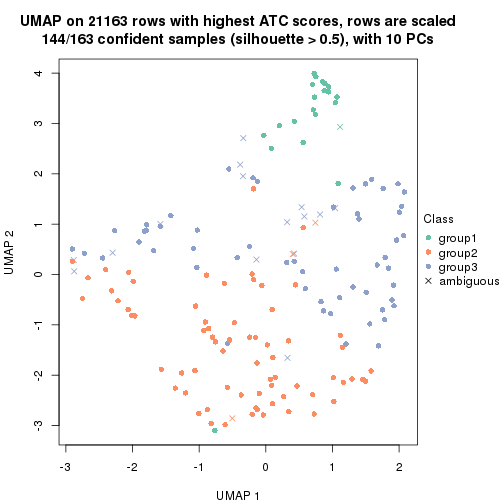 UMAP on 21163 rows with highest ATC scores, rows are scaled
144/163 confident samples (silhouette > 0.5), with 10 PCs
4
3
2
1
0
-1
-2
-3
UMAP 2
-3
-2
-1
0
1
2
UMAP 1
Class
group1
group2
group3
ambiguous